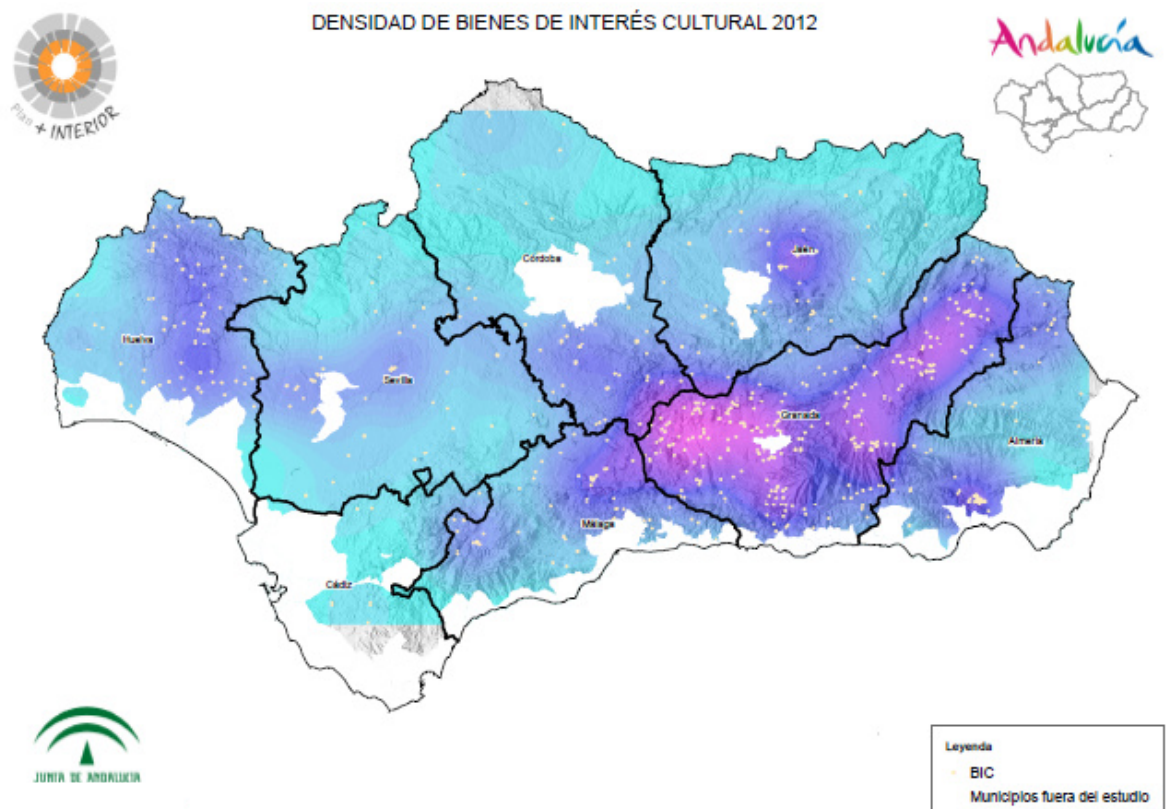 DENSIDAD DE BIENES DE INTERÉS CULTURAL 2012
Plan + INTERIOR
Andalucía
Córdoba
Jaén
Huelva
Sevilla
Granada
Almería
Málaga
Cádiz
JUNTA DE ANDALUCIA
Leyenda
BIC
Municipios fuera del estudio